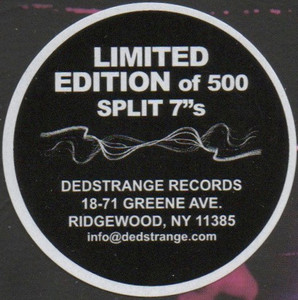 LIMITED
EDITION of 500
SPLIT 7”s
DEDSTRANGE RECORDS
18-71 GREENE AVE.
RIDGEWOOD, NY 11385
info@dedstrange.com